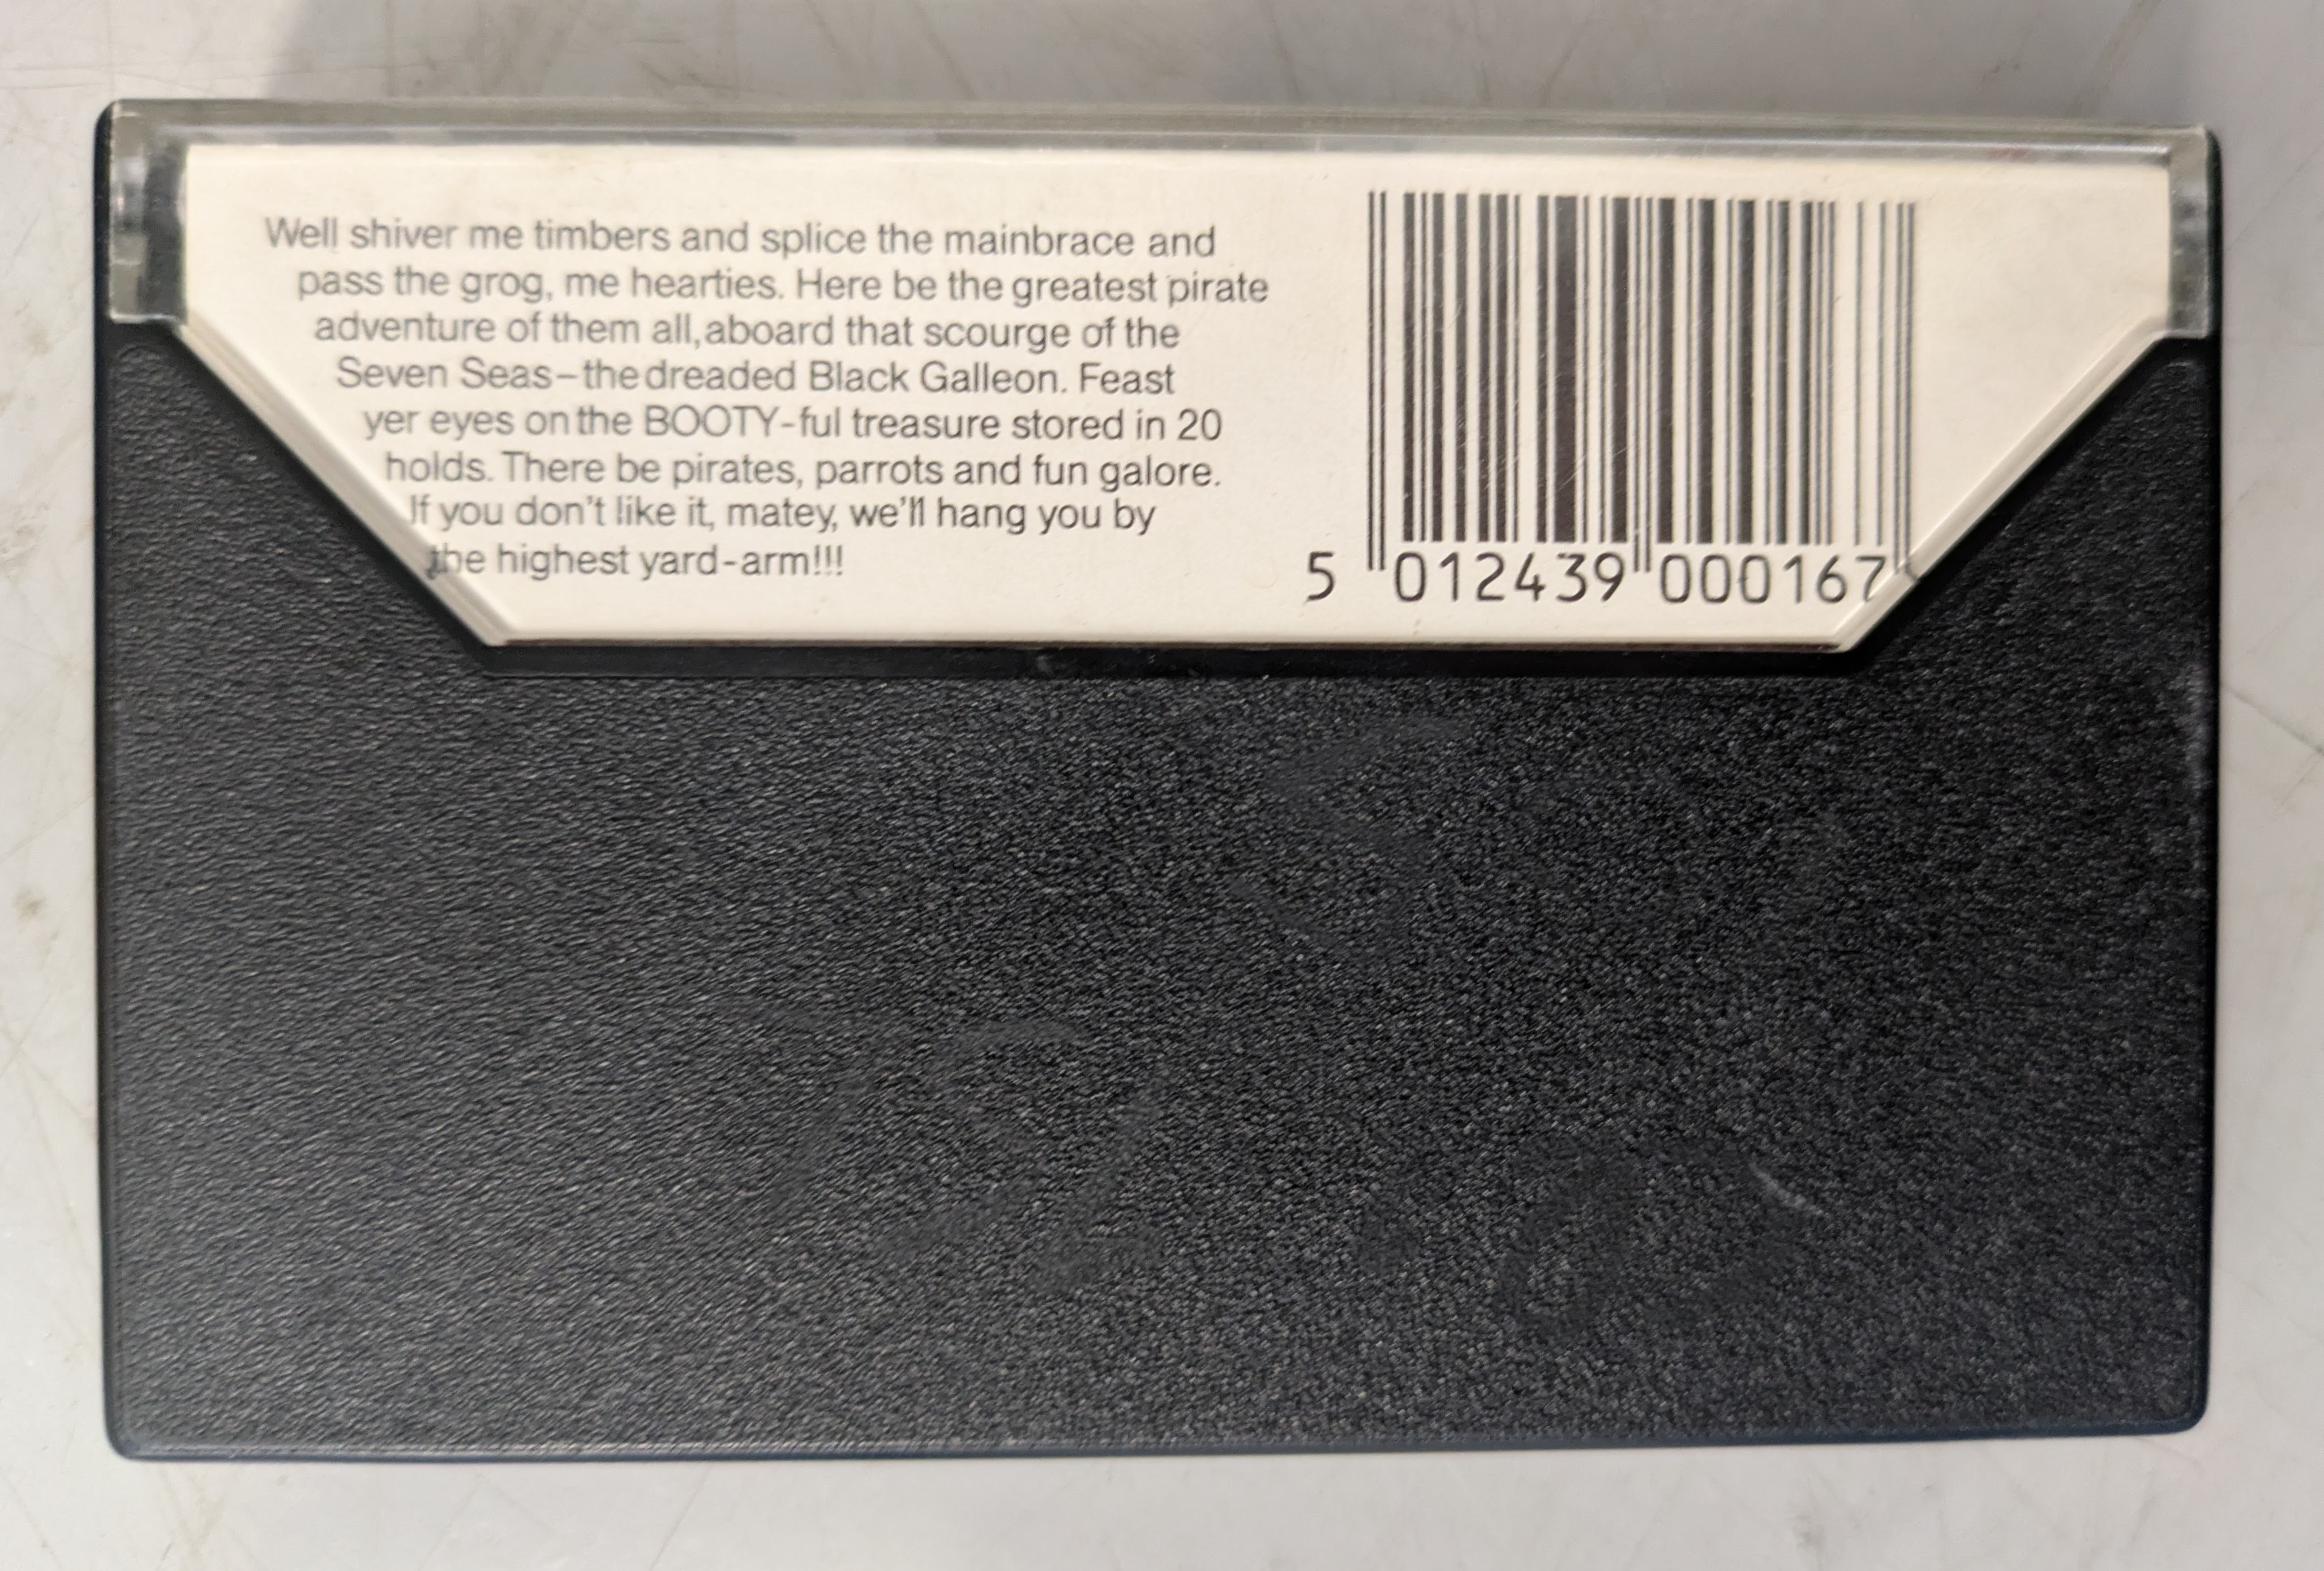 Well shiver me timbers and splice the mainbrace and
pass the grog, me hearties. Here be the greatest pirate
adventure of them all, aboard that scourge of the
Seven Seas–the dreaded Black Galleon. Feast
yer eyes on the BOOTY-ful treasure stored in 20
holds. There be pirates, parrots and fun galore.
If you don't like it, matey, we'll hang you by
the highest yard-arm!!!
5 012439 000167